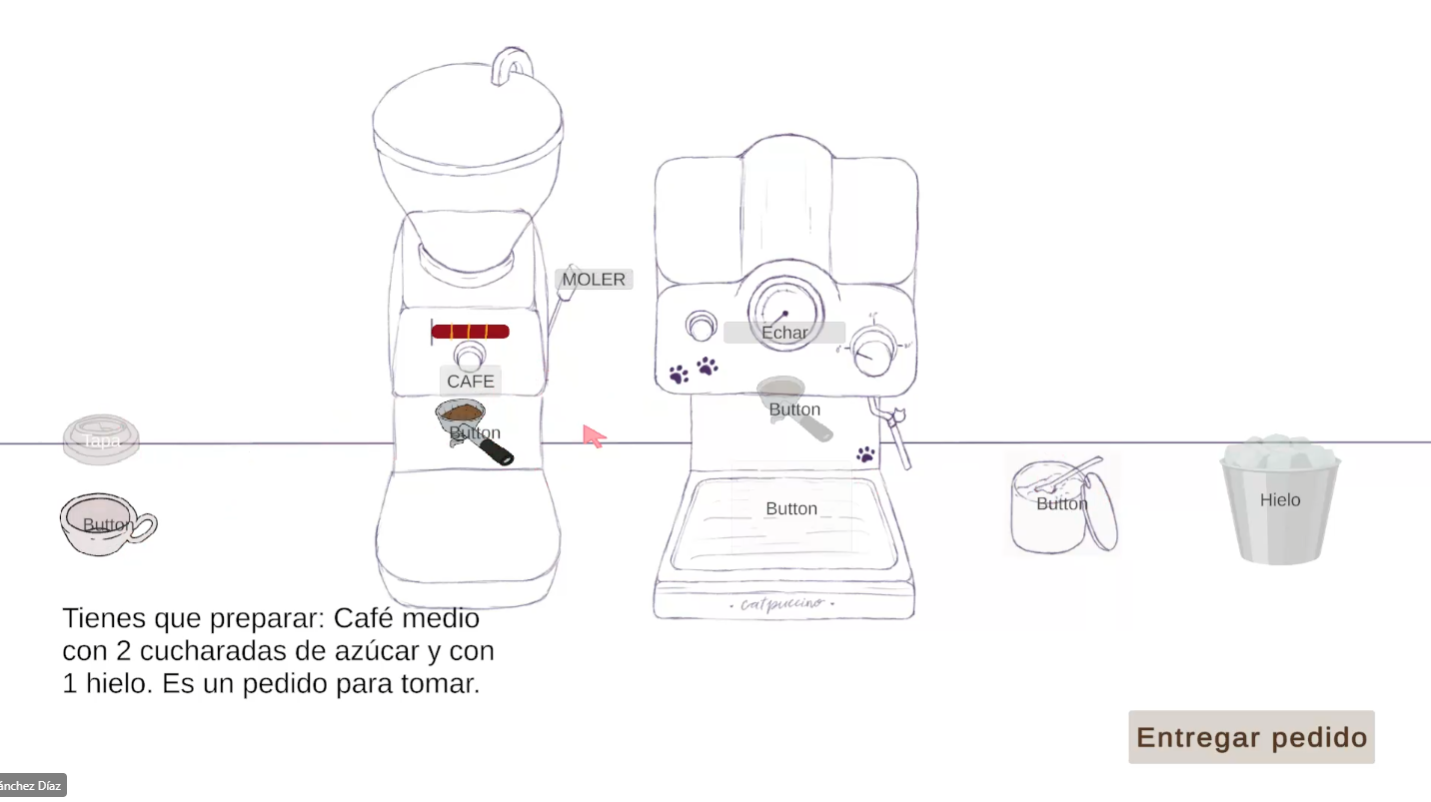 MOLER
Echar
CAFE
Button
Button
Tapa
Button
Button
Button
Hielo
· catpuccino ·
Tienes que preparar: Café medio
con 2 cucharadas de azúcar y con
1 hielo. Es un pedido para tomar.
Entregar pedido
ánchez Díaz